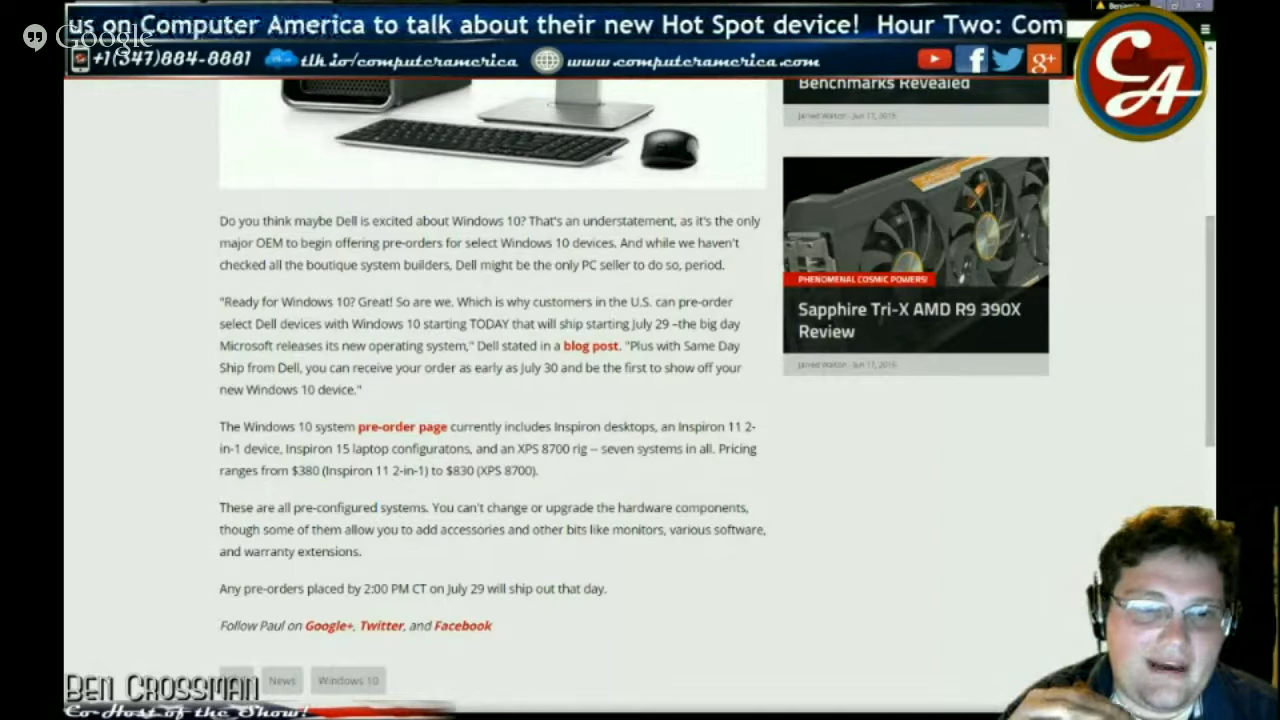 us on Computer America to talk about their new Hot Spot device!  Hour Two: Com
Benjamin
Google
+1(347)884-8881 tlk.io/computeramerica www.computeramerica.com
CA
Benchmarks Revealed
Jarred Walton - Jun 17, 2015
PHENOMENAL COSMIC POWERS!
Sapphire Tri-X AMD R9 390X
Review
Jarred Walton - Jun 17, 2015
Do you think maybe Dell is excited about Windows 10? That's an understatement, as it's the only
major OEM to begin offering pre-orders for select Windows 10 devices. And while we haven't
checked all the boutique system builders, Dell might be the only PC seller to do so, period.
"Ready for Windows 10? Great! So are we. Which is why customers in the U.S. can pre-order
select Dell devices with Windows 10 starting TODAY that will ship starting July 29 –the big day
Microsoft releases its new operating system," Dell stated in a blog post. "Plus with Same Day
Ship from Dell, you can receive your order as early as July 30 and be the first to show off your
new Windows 10 device."
The Windows 10 system pre-order page currently includes Inspiron desktops, an Inspiron 11 2-
in-1 device, Inspiron 15 laptop configuratons, and an XPS 8700 rig -- seven systems in all. Pricing
ranges from $380 (Inspiron 11 2-in-1) to $830 (XPS 8700).
These are all pre-configured systems. You can't change or upgrade the hardware components,
though some of them allow you to add accessories and other bits like monitors, various software,
and warranty extensions.
Any pre-orders placed by 2:00 PM CT on July 29 will ship out that day.
Follow Paul on Google+, Twitter, and Facebook
News Windows 10
Ben Crossman
Co-Host of the Show!